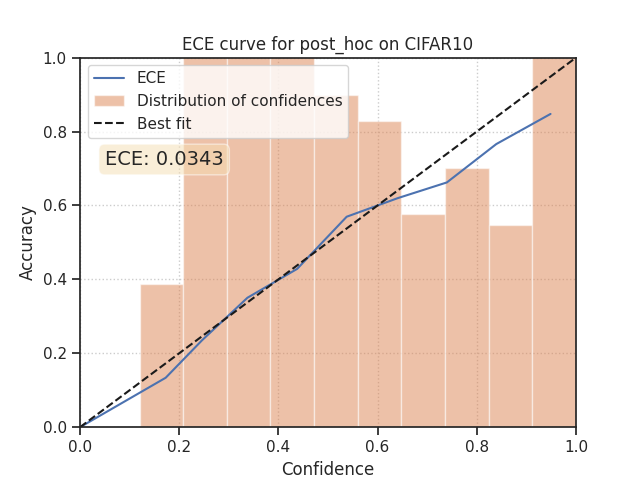 ECE curve for post_hoc on CIFAR10
1.0
0.8
0.6
0.4
0.2
0.0
Accuracy
ECE
Distribution of confidences
Best fit
ECE: 0.0343
0.0 0.2 0.4 0.6 0.8 1.0
Confidence